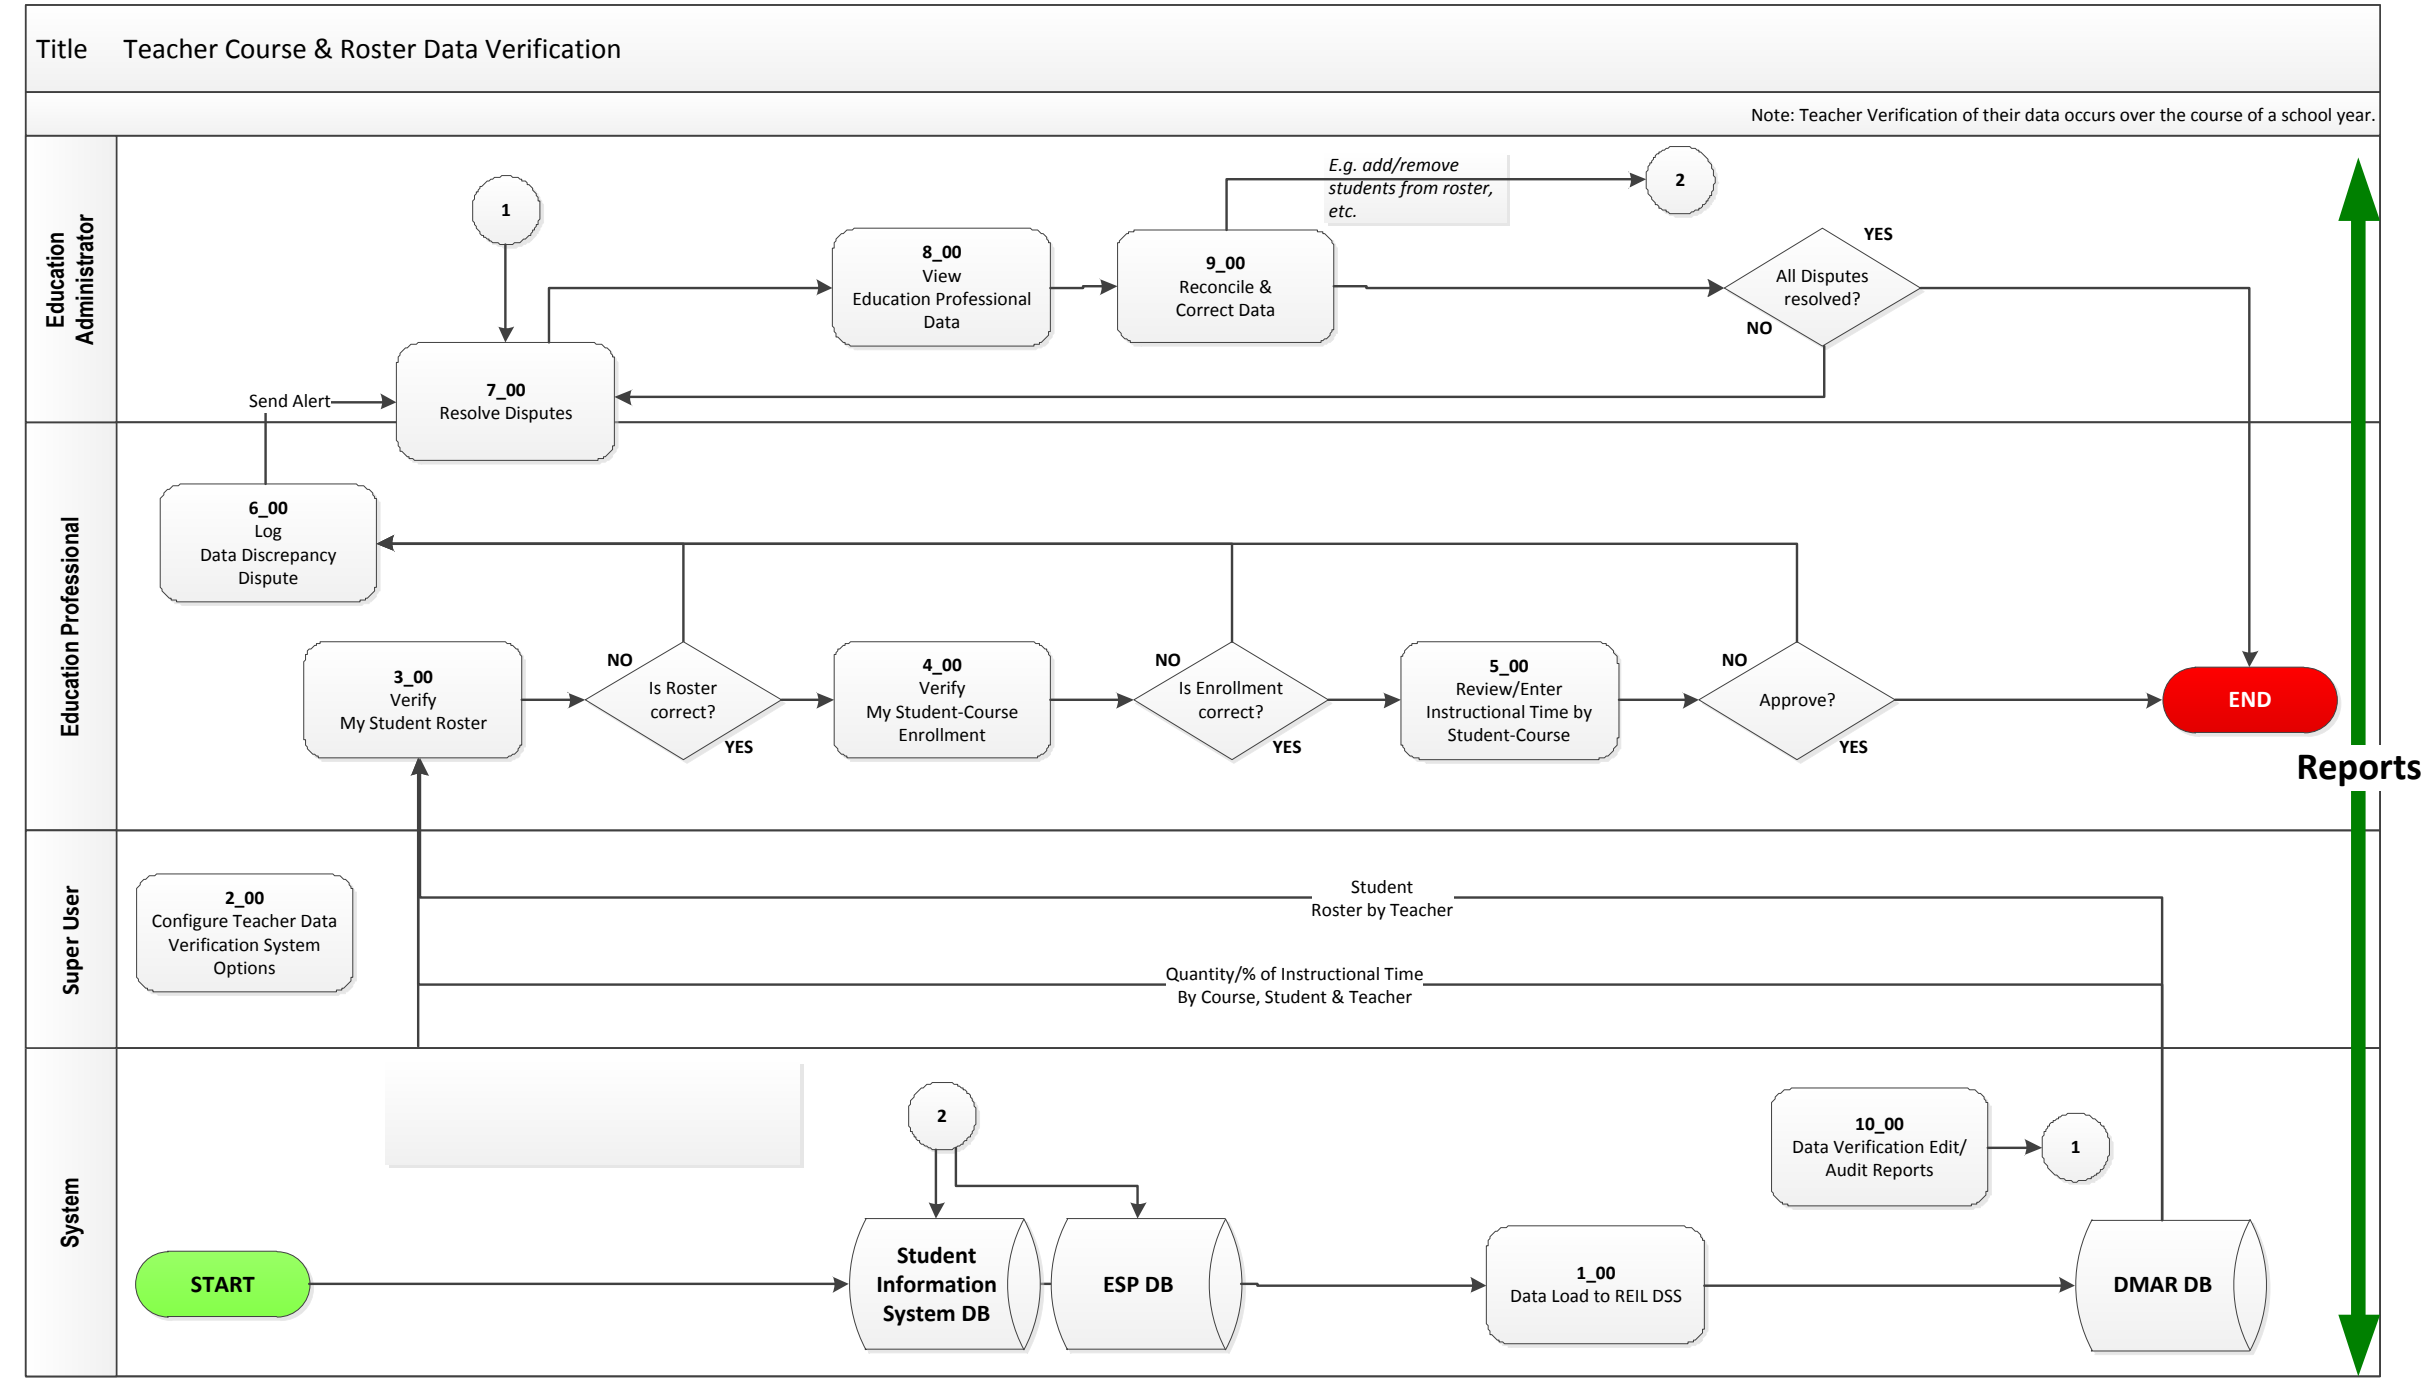 Title Teacher Course & Roster Data Verification
Note: Teacher Verification of their data occurs over the course of a school year.
Education
Administrator
1
8_00
View
Education Professional
Data
9_00
Reconcile &
Correct Data
E.g. add/remove
students from roster,
etc.
2
YES
All Disputes
resolved?
NO
Send Alert
7_00
Resolve Disputes
Education Professional
6_00
Log
Data Discrepancy
Dispute
3_00
Verify
My Student Roster
NO
Is Roster
correct?
YES
4_00
Verify
My Student-Course
Enrollment
NO
Is Enrollment
correct?
YES
5_00
Review/Enter
Instructional Time by
Student-Course
NO
Approve?
YES
END
Reports
Super User
2_00
Configure Teacher Data
Verification System
Options
Student
Roster by Teacher
Quantity/% of Instructional Time
By Course, Student & Teacher
System
2
10_00
Data Verification Edit/
Audit Reports
1
START
Student
Information
System DB
ESP DB
1_00
Data Load to REIL DSS
DMAR DB